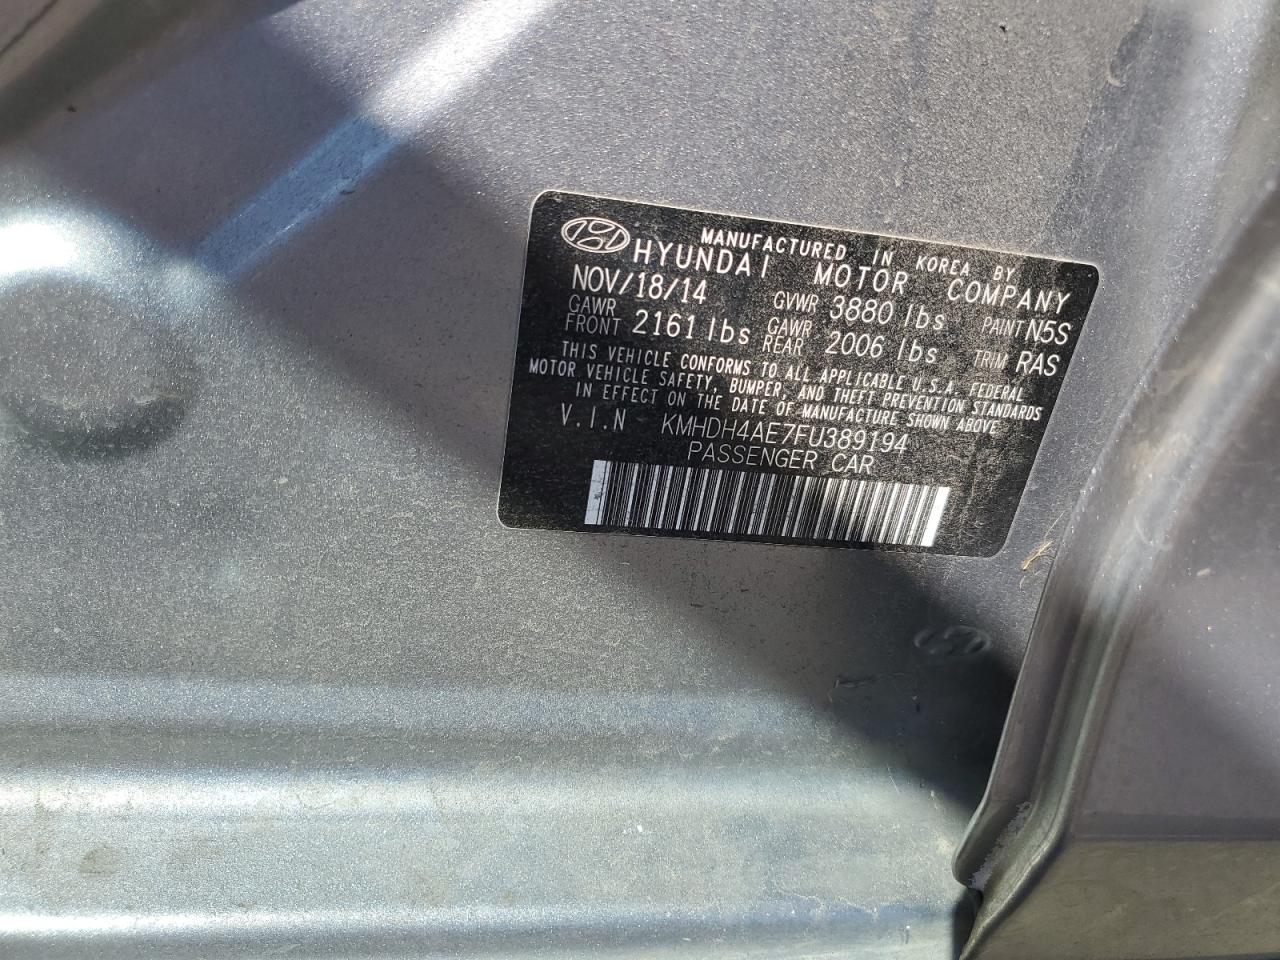 MANUFACTURED IN KOREA BY
HYUNDAI MOTOR COMPANY
NOV/18/14 GVWR 3880 lbs PAINT N5S
GAWR FRONT 2161 lbs GAWR REAR 2006 lbs TRIM RAS
THIS VEHICLE CONFORMS TO ALL APPLICABLE U.S.A. FEDERAL
MOTOR VEHICLE SAFETY, BUMPER, AND THEFT PREVENTION STANDARDS
IN EFFECT ON THE DATE OF MANUFACTURE SHOWN ABOVE
V.I.N KMHDH4AE7FU389194
PASSENGER CAR